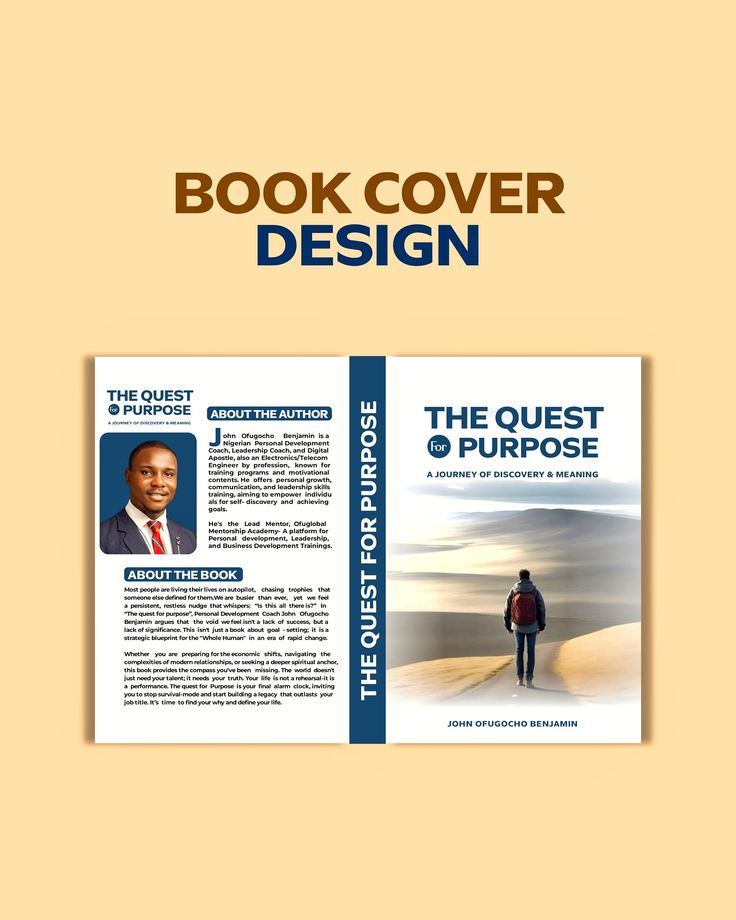 BOOK COVER
DESIGN
THE QUEST
For PURPOSE
A JOURNEY OF DISCOVERY & MEANING
ABOUT THE AUTHOR
John Ofugocho Benjamin is a
Nigerian Personal Development
Coach, Leadership Coach, and Digital
Apostle, also an Electronics/Telecom
Engineer by profession, known for
training programs and motivational
contents. He offers personal growth,
communication, and leadership skills
training, aiming to empower individu
als for self- discovery and achieving
goals.
He's the Lead Mentor, Ofuglobal
Mentorship Academy- A platform for
Personal development, Leadership,
and Business Development Trainings.
ABOUT THE BOOK
Most people are living their lives on autopilot, chasing trophies that
someone else defined for them.We are busier than ever, yet we feel
a persistent, restless nudge that whispers: "Is this all there is?" In
"The quest for purpose", Personal Development Coach John Ofugocho
Benjamin argues that the void we feel isn't a lack of success, but a
lack of significance. This isn't just a book about goal - setting; it is a
strategic blueprint for the "Whole Human" in an era of rapid change.
Whether you are preparing for the economic shifts, navigating the
complexities of modern relationships, or seeking a deeper spiritual anchor,
this book provides the compass you've been missing. The world doesn't
just need your talent; it needs your truth. Your life is not a rehearsal-it is
a performance. The quest for Purpose is your final alarm clock, inviting
you to stop survival-mode and start building a legacy that outlasts your
job title. It's time to find your why and define your life.
THE QUEST FOR PURPOSE
THE QUEST
For PURPOSE
A JOURNEY OF DISCOVERY & MEANING
JOHN OFUGOCHO BENJAMIN